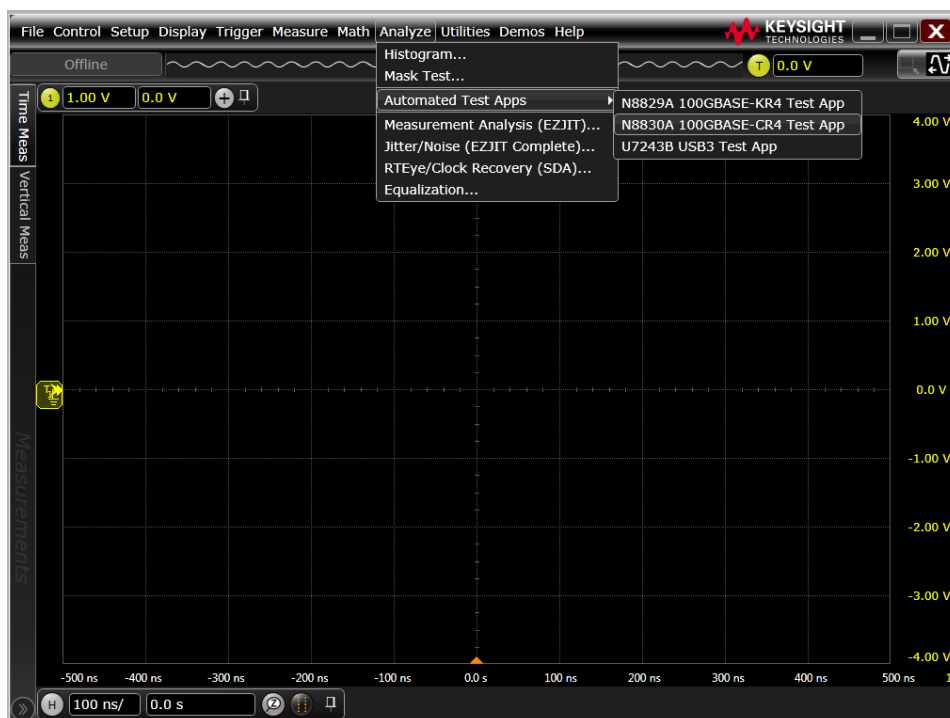 File Control Setup Display Trigger Measure Math Analyze Utilities Demos Help
KEYSIGHT
TECHNOLOGIES
Offline
T 0.0 V
Histogram...
Mask Test...
Automated Test Apps
Measurement Analysis (EZJIT)...
Jitter/Noise (EZJIT Complete)...
RTEye/Clock Recovery (SDA)...
Equalization...
N8829A 100GBASE-KR4 Test App
N8830A 100GBASE-CR4 Test App
U7243B USB3 Test App
1 1.00 V 0.0 V
Time Meas
Vertical Meas
Measurements
4.00 V
3.00 V
2.00 V
1.00 V
0.0 V
-1.00 V
-2.00 V
-3.00 V
-4.00 V
-500 ns -400 ns -300 ns -200 ns -100 ns 0.0 s 100 ns 200 ns 300 ns 400 ns 500 ns
H 100 ns/ 0.0 s